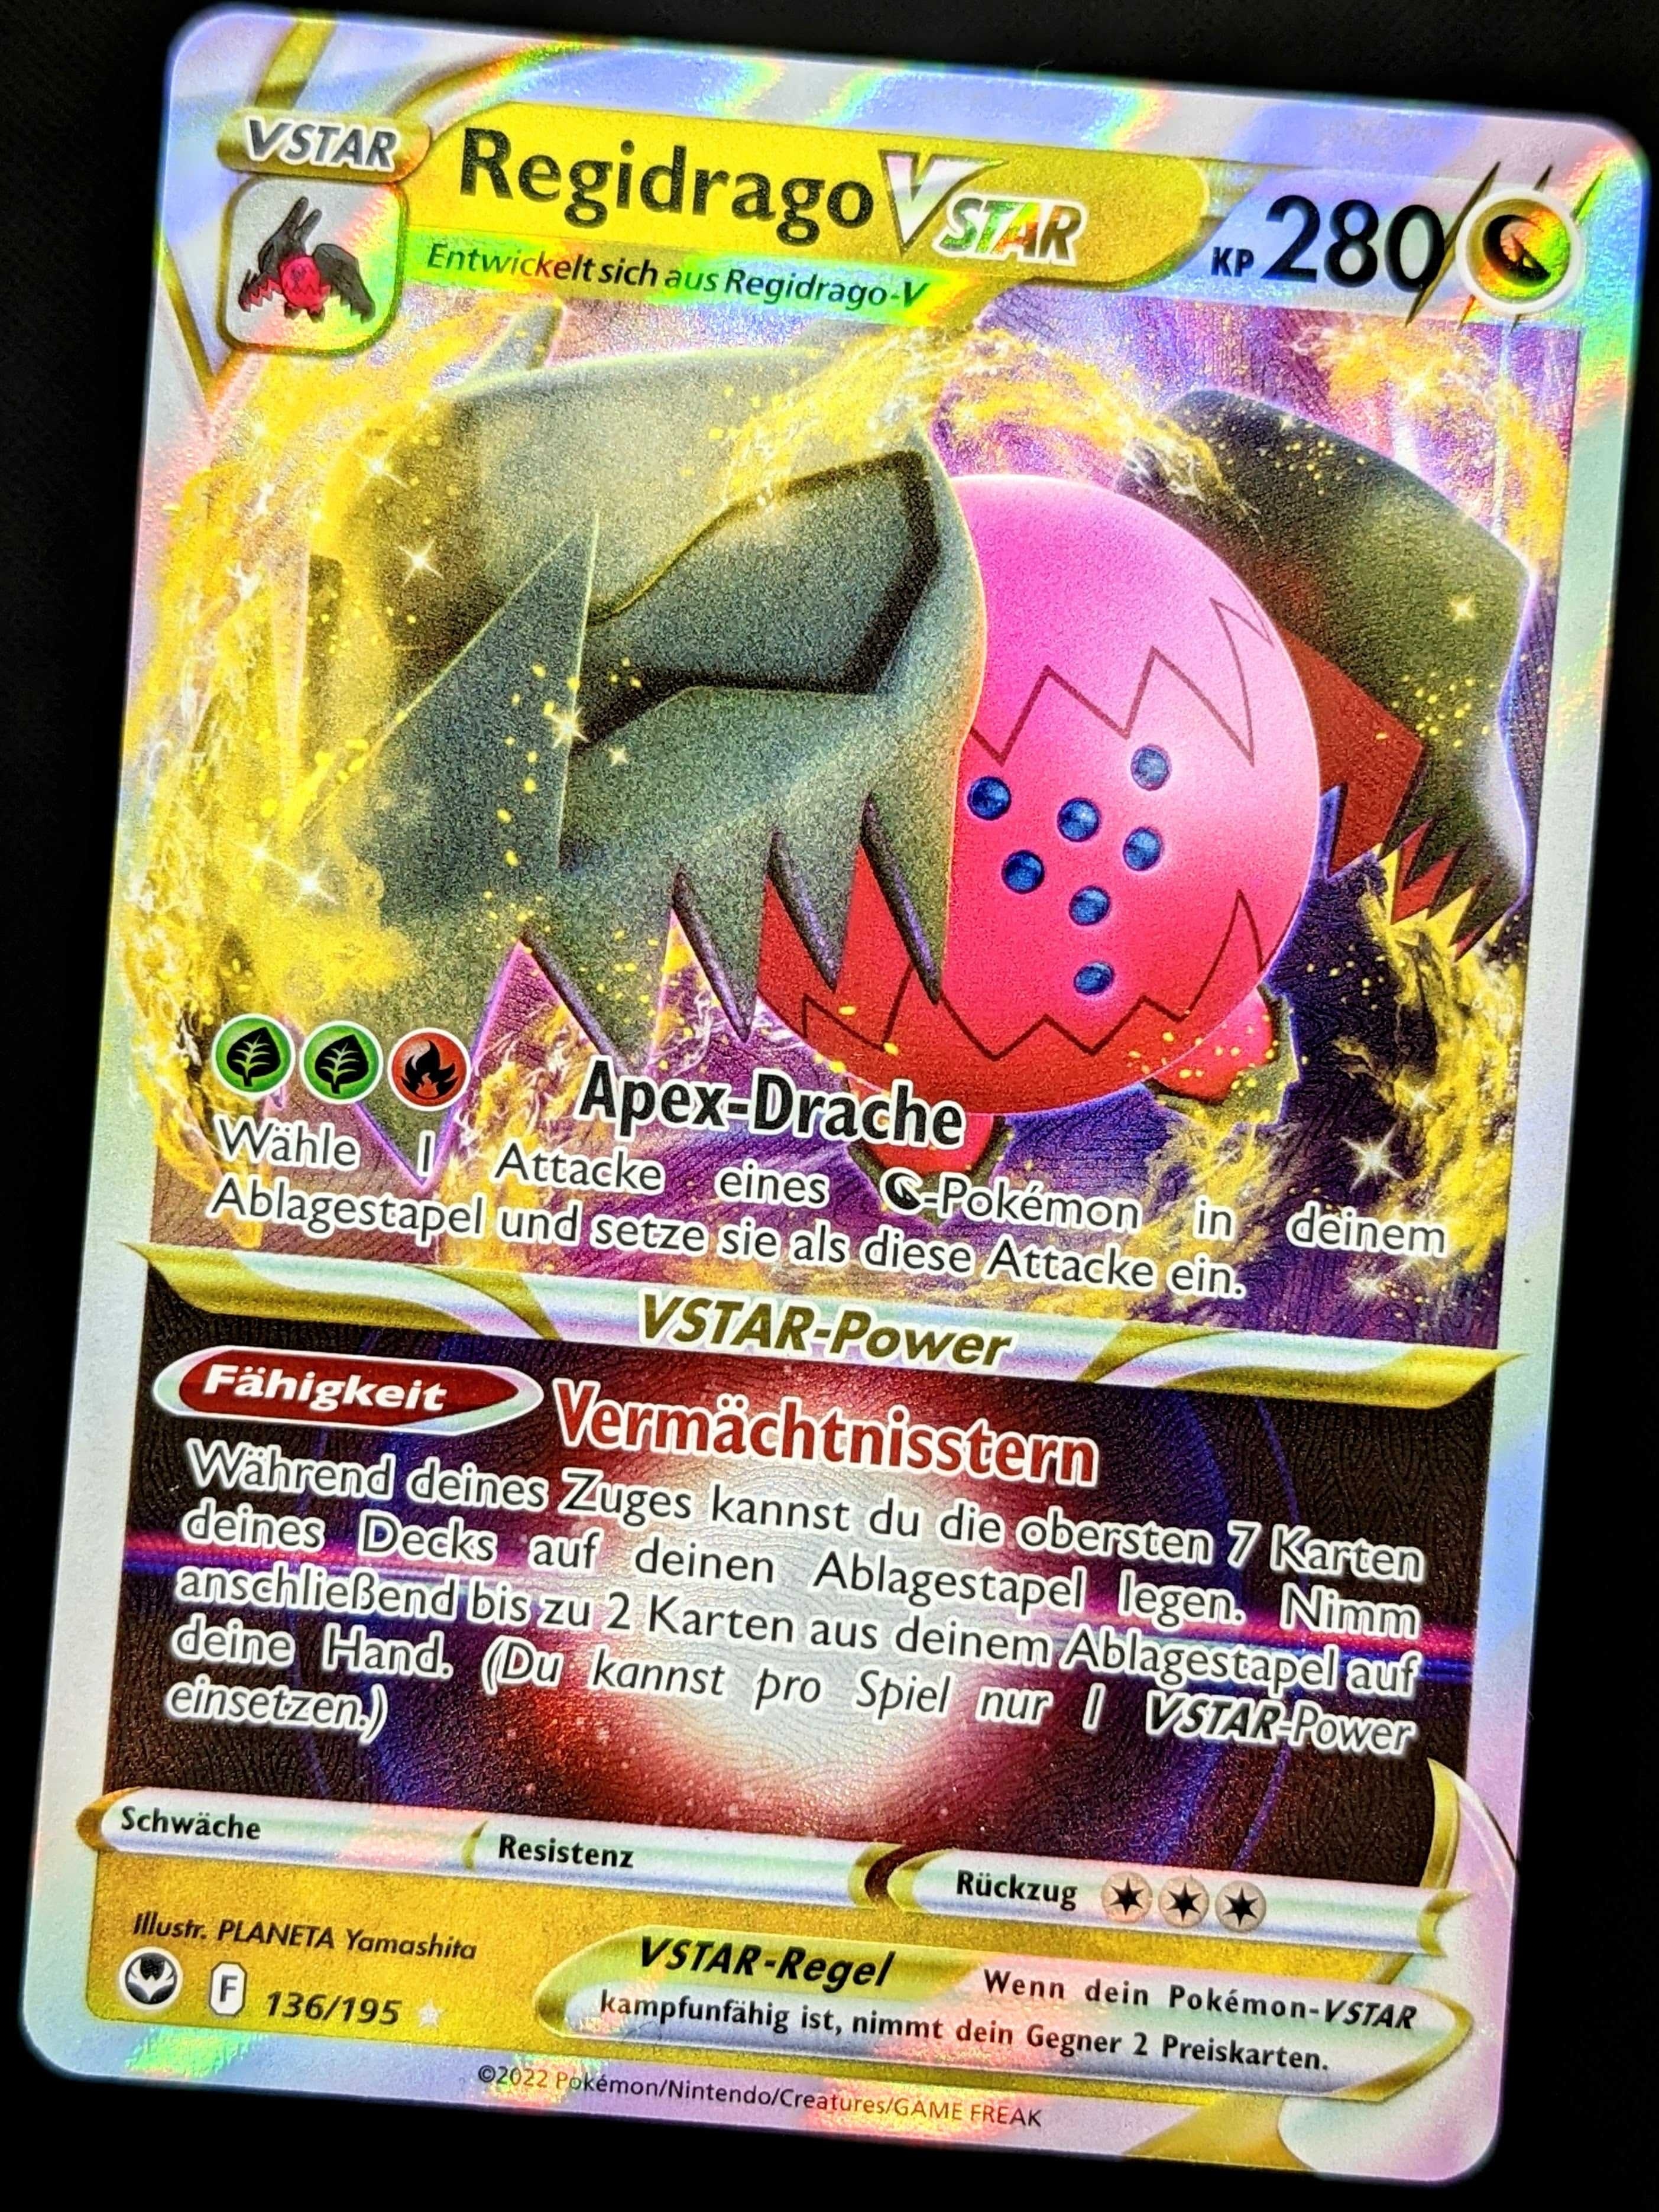 VSTAR
Regidrago VSTAR
KP 280
Entwickelt sich aus Regidrago-V
Apex-Drache
Wähle 1 Attacke eines -Pokémon in deinem
Ablagestapel und setze sie als diese Attacke ein.
VSTAR-Power
Fähigkeit Vermächtnisstern
Während deines Zuges kannst du die obersten 7 Karten
deines Decks auf deinen Ablagestapel legen. Nimm
anschließend bis zu 2 Karten aus deinem Ablagestapel auf
deine Hand. (Du kannst pro Spiel nur 1 VSTAR-Power
einsetzen.)
Schwäche Resistenz Rückzug
Illustr. PLANETA Yamashita
F 136/195
VSTAR-Regel Wenn dein Pokémon-VSTAR
kampfunfähig ist, nimmt dein Gegner 2 Preiskarten.
©2022 Pokémon/Nintendo/Creatures/GAME FREAK